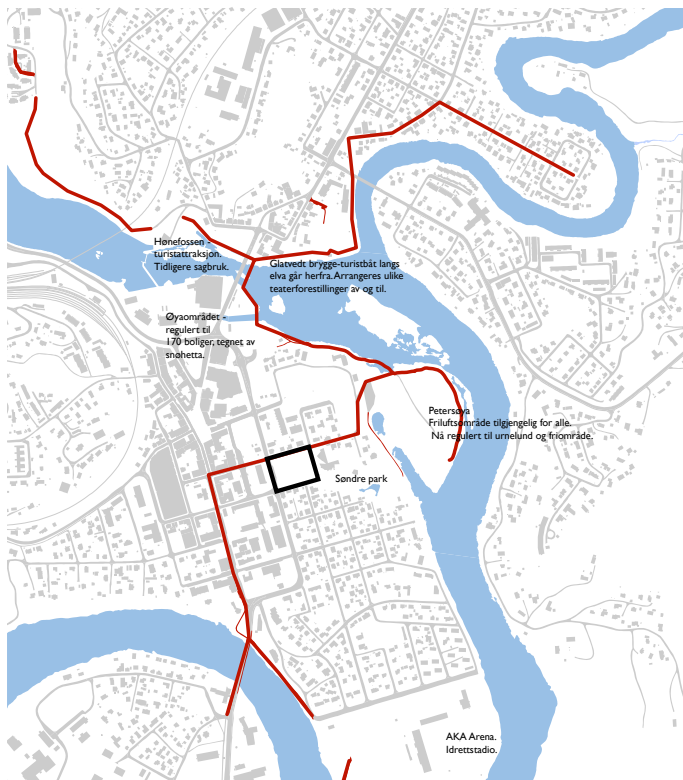 Hønefossen -
turistattraksjon.
Tidligere sagbruk.
Glatvedt brygge-turistbåt langs
elva går herfra. Arrangeres ulike
teaterforestillinger av og til.
Øyaområdet -
regulert til
170 boliger, tegnet av
snøhetta.
Petersøya
Friluftsområde tilgjengelig for alle.
Nå regulert til urnelund og friområde.
Søndre park
AKA Arena.
Idrettstadio.